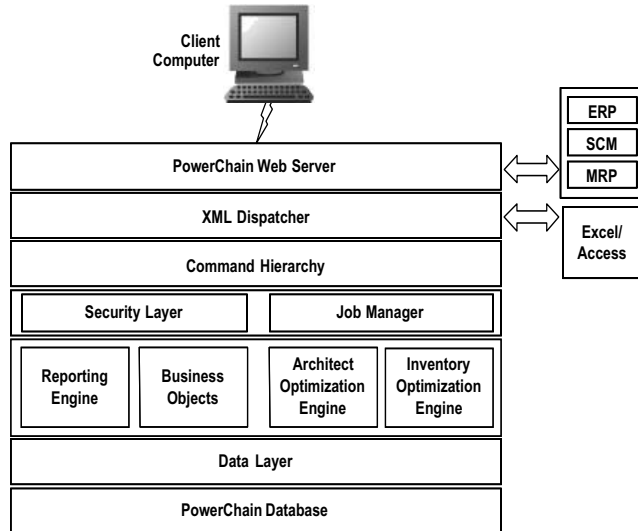 Client
Computer
ERP
PowerChain Web Server
SCM
MRP
XML Dispatcher
Excel/
Access
Command Hierarchy
Security Layer
Job Manager
Reporting
Engine
Business
Objects
Architect
Optimization
Engine
Inventory
Optimization
Engine
Data Layer
PowerChain Database